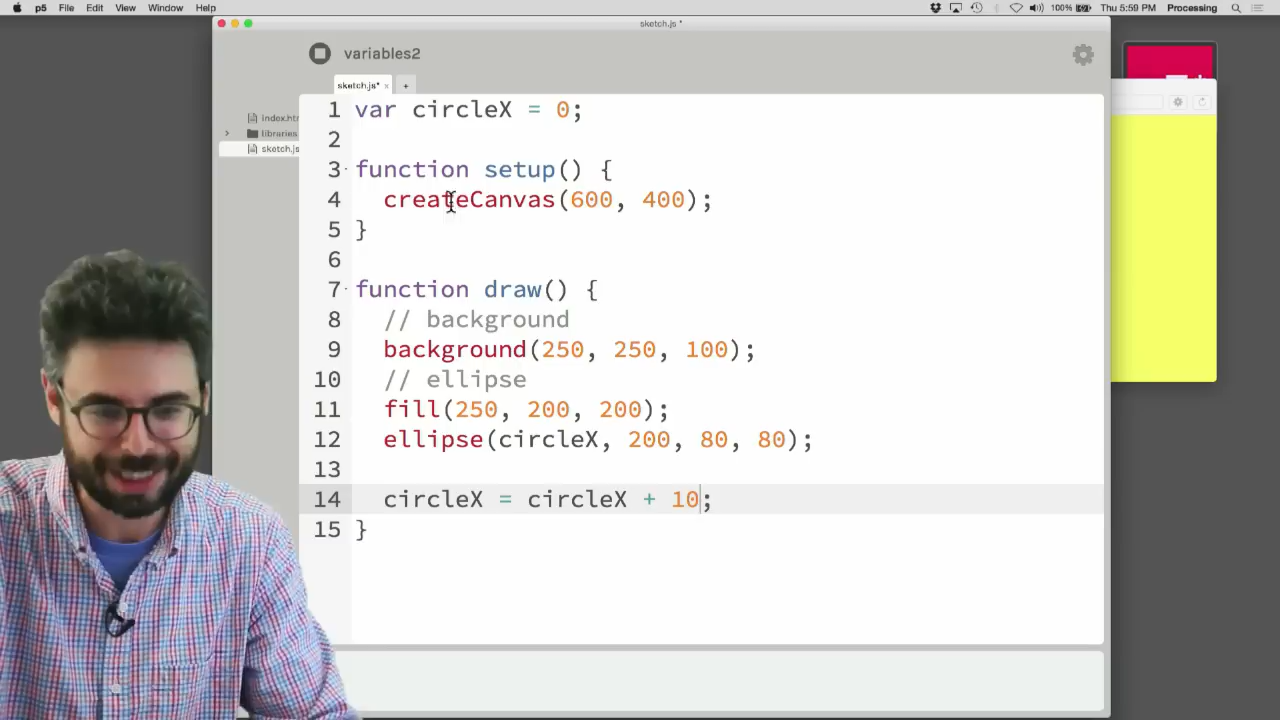 p5 File Edit View Window Help 100% Thu 5:59 PM Processing
sketch.js *
variables2
sketch.js* x +
index.ht
libraries
sketch.js
1 var circleX = 0;
2
3 function setup() {
4 createCanvas(600, 400);
5 }
6
7 function draw() {
8 // background
9 background(250, 250, 100);
10 // ellipse
11 fill(250, 200, 200);
12 ellipse(circleX, 200, 80, 80);
13
14 circleX = circleX + 10;
15 }